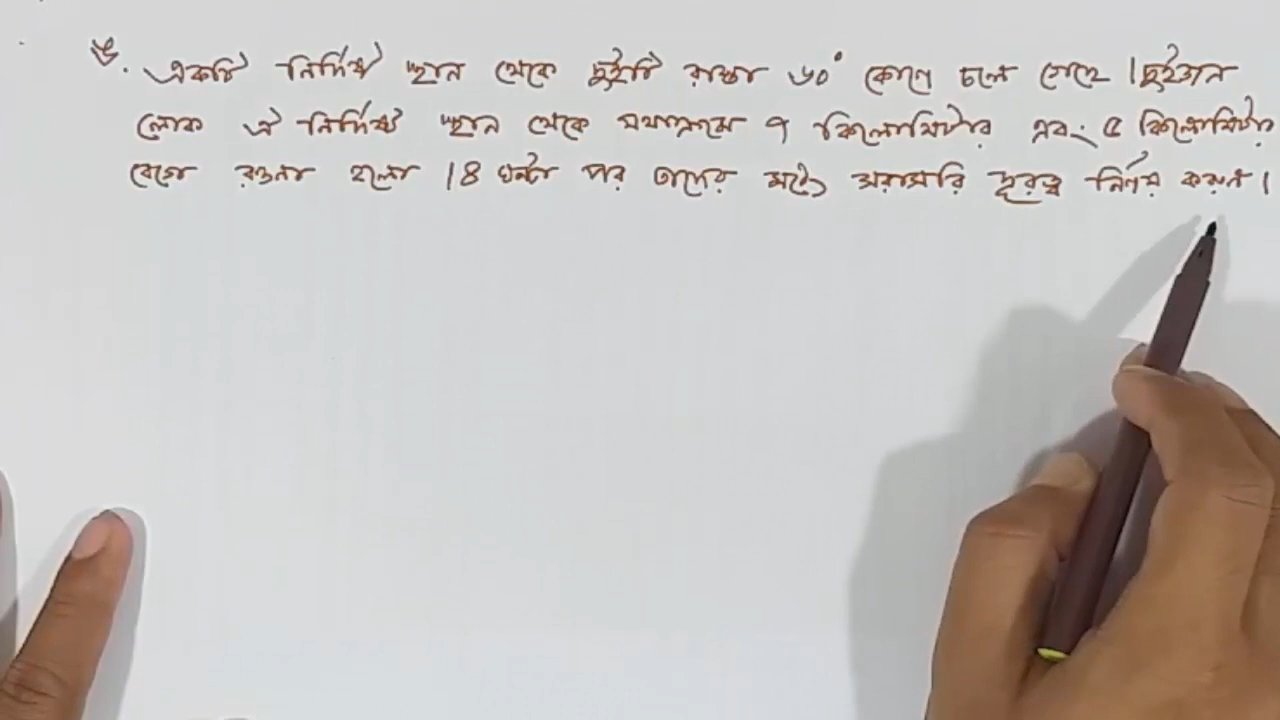 ৬. একটি নির্দিষ্ট স্থান থেকে দুইটি রাস্তা ৬০° কোণে চলে গেছে। দুইজন
লোক ঐ নির্দিষ্ট স্থান থেকে যথাক্রমে ৭ কিলোমিটার এবং ৫ কিলোমিটার
বেগে রওনা হলো। ৪ ঘন্টা পর তাদের মধ্যে সরাসরি দূরত্ব নির্ণয় করুন।